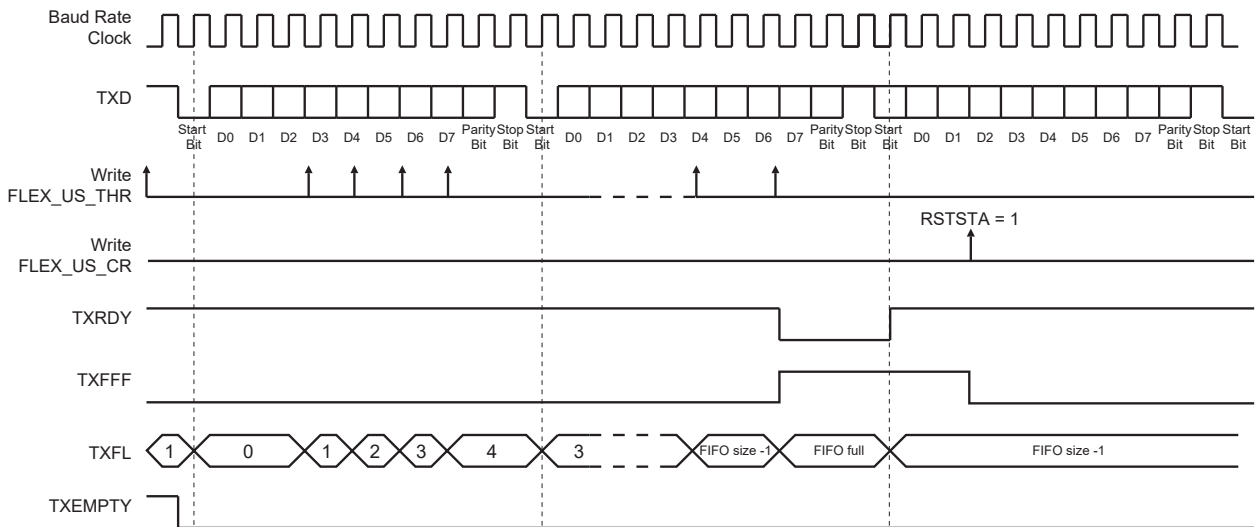 Baud Rate
Clock
TXD
Start
Bit D0 D1 D2 D3 D4 D5 D6 D7 Parity
Bit Stop
Bit Start
Bit D0 D1 D2 D3 D4 D5 D6 D7 Parity
Bit Stop
Bit Start
Bit D0 D1 D2 D3 D4 D5 D6 D7 Parity
Bit Stop
Bit Start
Bit
Write
FLEX_US_THR
RSTSTA = 1
Write
FLEX_US_CR
TXRDY
TXFFF
TXFL 1 0 1 2 3 4 3 FIFO size -1 FIFO full FIFO size -1
TXEMPTY